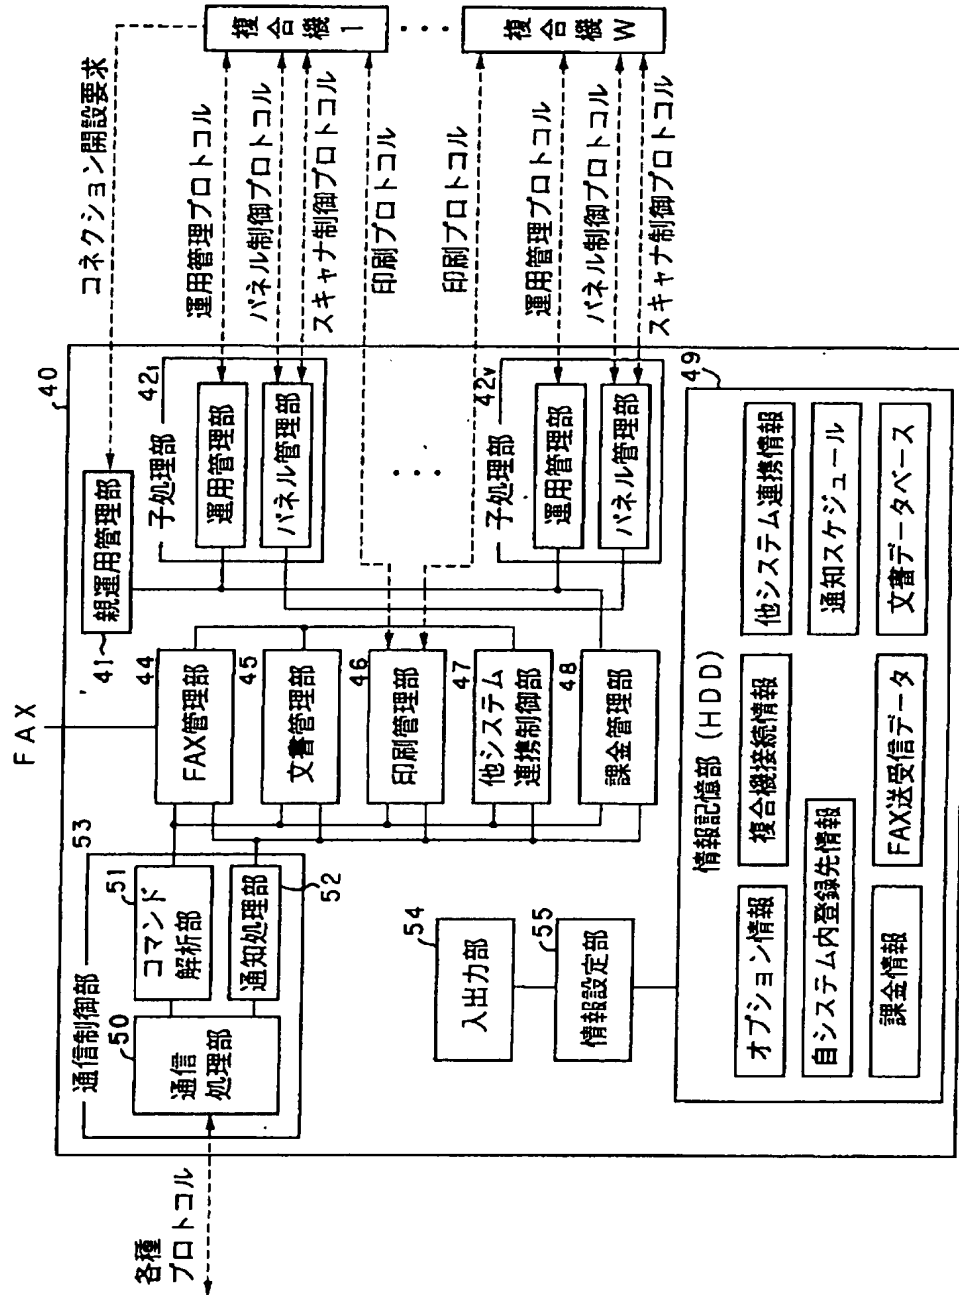 FAX
40
通信制御部
53
50
通信
処理部
51
コマンド
解析部
通知処理部
52
各種
プロトコル
41
親運用管理部
44
FAX管理部
45
文書管理部
46
印刷管理部
47
他システム
連携制御部
48
課金管理部
子処理部
42₁
運用管理部
パネル管理部
子処理部
42v
運用管理部
パネル管理部
コネクション開設要求
運用管理プロトコル
パネル制御プロトコル
スキャナ制御プロトコル
印刷プロトコル
印刷プロトコル
運用管理プロトコル
パネル制御プロトコル
スキャナ制御プロトコル
複合機
1
複合機
W
54
入出力部
55
情報設定部
49
情報記憶部(HDD)
オプション情報
複合機接続情報
他システム連携情報
自システム内登録先情報
通知スケジュール
課金情報
FAX送受信データ
文書データベース